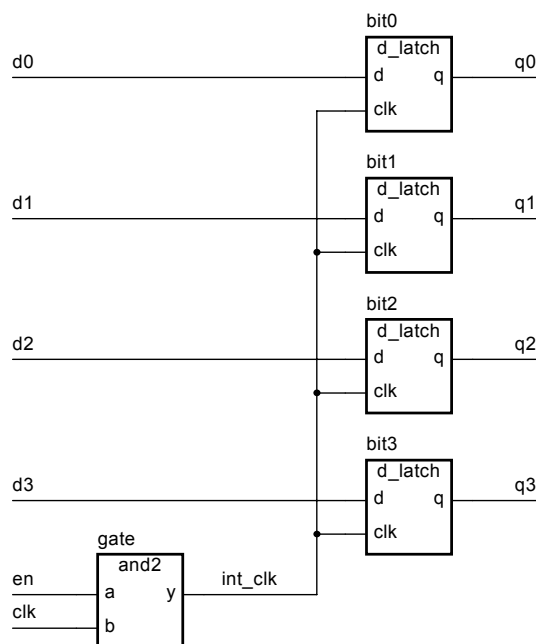 bit0
d_latch
d0 d q q0
clk
bit1
d_latch
d1 d q q1
clk
bit2
d_latch
d2 d q q2
clk
bit3
d_latch
d3 d q q3
clk
gate
and2
en a y int_clk
clk b